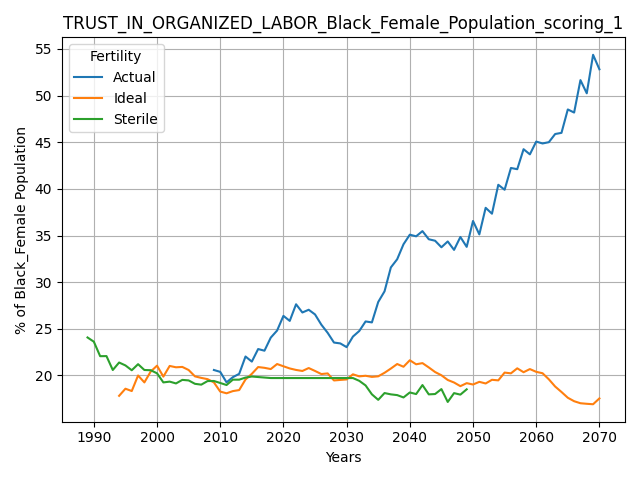 TRUST_IN_ORGANIZED_LABOR_Black_Female_Population_scoring_1
Fertility
Actual
Ideal
Sterile
% of Black_Female Population
55
50
45
40
35
30
25
20
1990 2000 2010 2020 2030 2040 2050 2060 2070
Years